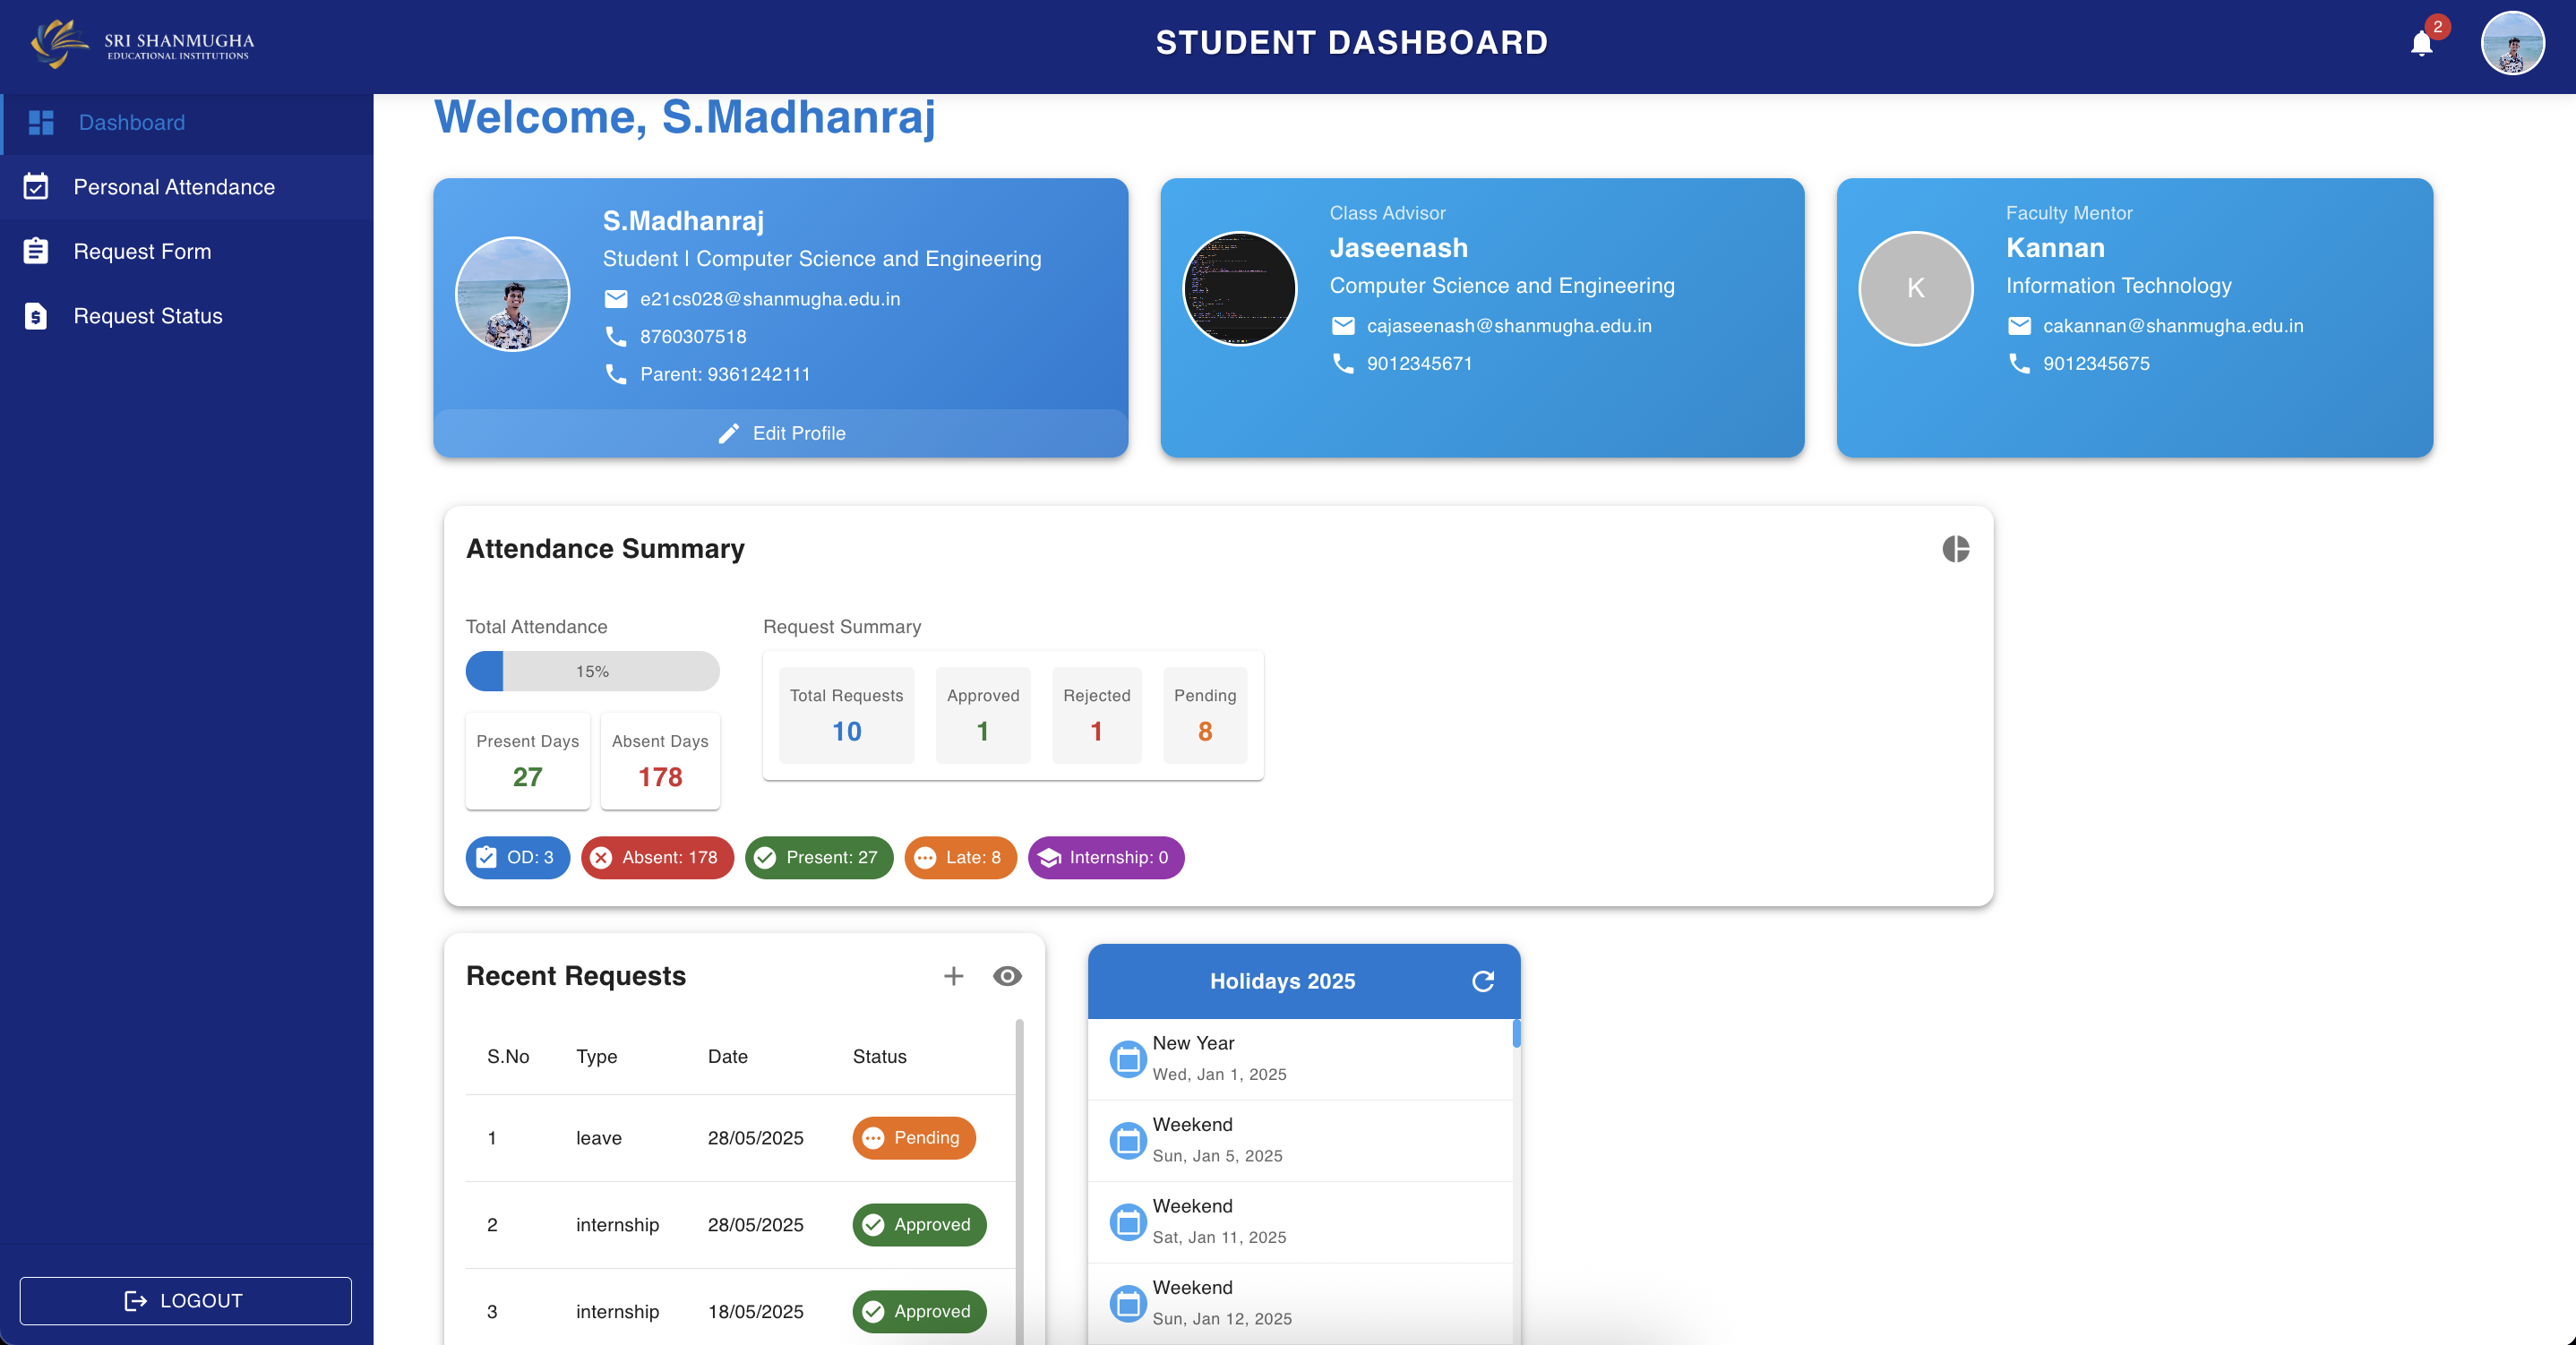 SRI SHANMUGHA
EDUCATIONAL INSTITUTIONS
STUDENT DASHBOARD
2
Dashboard
Personal Attendance
Request Form
Request Status
LOGOUT
Welcome, S.Madhanraj
S.Madhanraj
Student | Computer Science and Engineering
e21cs028@shanmugha.edu.in
8760307518
Parent: 9361242111
Edit Profile
Class Advisor
Jaseenash
Computer Science and Engineering
cajaseenash@shanmugha.edu.in
9012345671
K
Faculty Mentor
Kannan
Information Technology
cakannan@shanmugha.edu.in
9012345675
Attendance Summary
Total Attendance
15%
Present Days
27
Absent Days
178
Request Summary
Total Requests
10
Approved
1
Rejected
1
Pending
8
OD: 3
Absent: 178
Present: 27
Late: 8
Internship: 0
Recent Requests
S.No Type Date Status
1 leave 28/05/2025 Pending
2 internship 28/05/2025 Approved
3 internship 18/05/2025 Approved
Holidays 2025
New Year
Wed, Jan 1, 2025
Weekend
Sun, Jan 5, 2025
Weekend
Sat, Jan 11, 2025
Weekend
Sun, Jan 12, 2025